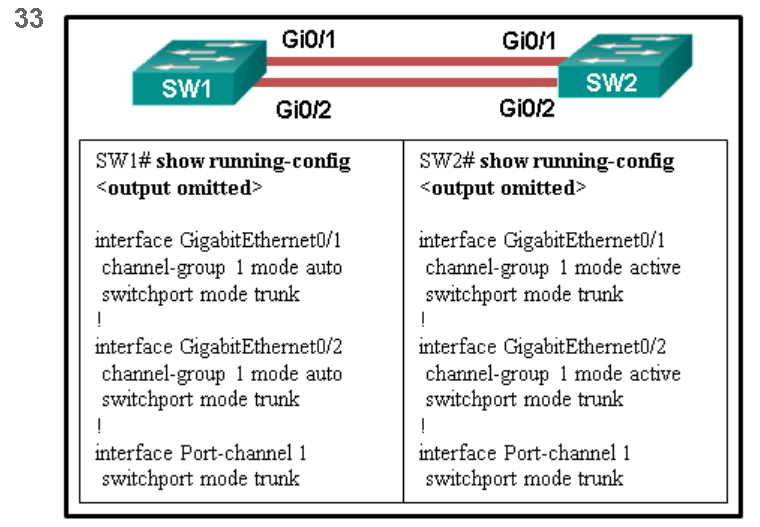 33
Gi0/1 Gi0/1
SW1 SW2
Gi0/2 Gi0/2
SW1# show running-config
<output omitted>
interface GigabitEthernet0/1
channel-group 1 mode auto
switchport mode trunk
!
interface GigabitEthernet0/2
channel-group 1 mode auto
switchport mode trunk
!
interface Port-channel 1
switchport mode trunk
SW2# show running-config
<output omitted>
interface GigabitEthernet0/1
channel-group 1 mode active
switchport mode trunk
!
interface GigabitEthernet0/2
channel-group 1 mode active
switchport mode trunk
!
interface Port-channel 1
switchport mode trunk